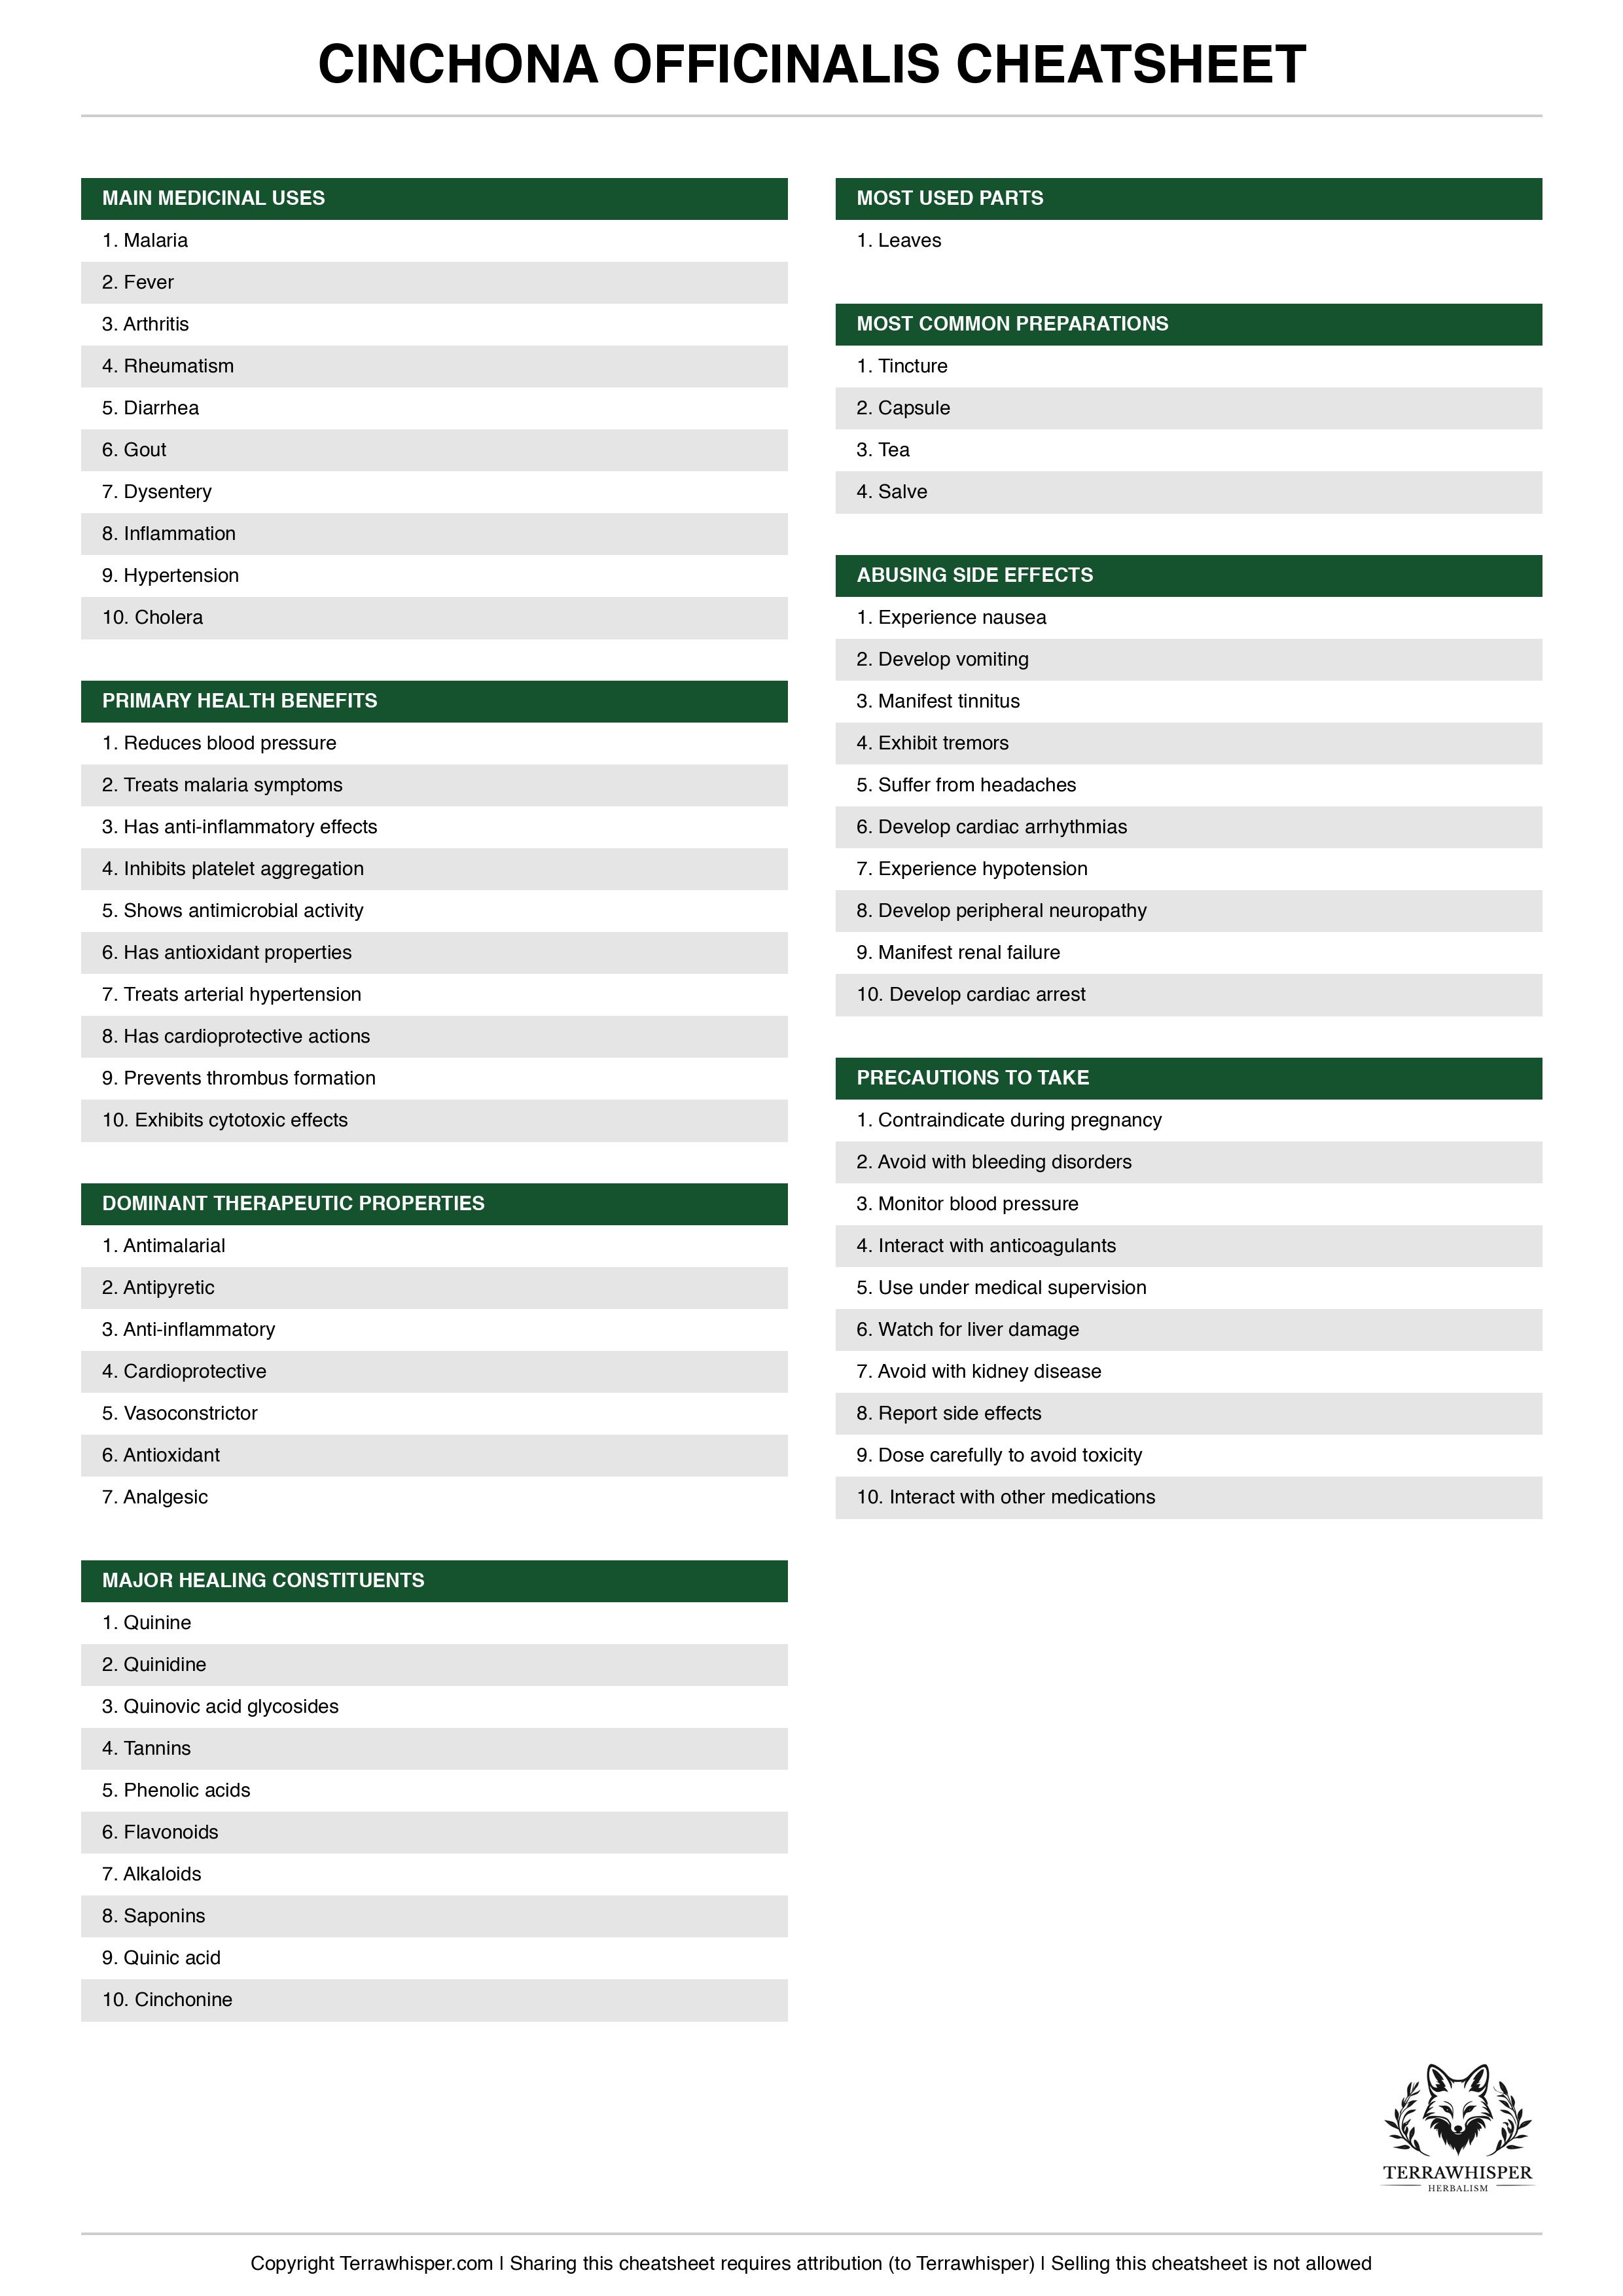 CINCHONA OFFICINALIS CHEATSHEET
MAIN MEDICINAL USES
1. Malaria
2. Fever
3. Arthritis
4. Rheumatism
5. Diarrhea
6. Gout
7. Dysentery
8. Inflammation
9. Hypertension
10. Cholera
PRIMARY HEALTH BENEFITS
1. Reduces blood pressure
2. Treats malaria symptoms
3. Has anti-inflammatory effects
4. Inhibits platelet aggregation
5. Shows antimicrobial activity
6. Has antioxidant properties
7. Treats arterial hypertension
8. Has cardioprotective actions
9. Prevents thrombus formation
10. Exhibits cytotoxic effects
DOMINANT THERAPEUTIC PROPERTIES
1. Antimalarial
2. Antipyretic
3. Anti-inflammatory
4. Cardioprotective
5. Vasoconstrictor
6. Antioxidant
7. Analgesic
MAJOR HEALING CONSTITUENTS
1. Quinine
2. Quinidine
3. Quinovic acid glycosides
4. Tannins
5. Phenolic acids
6. Flavonoids
7. Alkaloids
8. Saponins
9. Quinic acid
10. Cinchonine
MOST USED PARTS
1. Leaves
MOST COMMON PREPARATIONS
1. Tincture
2. Capsule
3. Tea
4. Salve
ABUSING SIDE EFFECTS
1. Experience nausea
2. Develop vomiting
3. Manifest tinnitus
4. Exhibit tremors
5. Suffer from headaches
6. Develop cardiac arrhythmias
7. Experience hypotension
8. Develop peripheral neuropathy
9. Manifest renal failure
10. Develop cardiac arrest
PRECAUTIONS TO TAKE
1. Contraindicate during pregnancy
2. Avoid with bleeding disorders
3. Monitor blood pressure
4. Interact with anticoagulants
5. Use under medical supervision
6. Watch for liver damage
7. Avoid with kidney disease
8. Report side effects
9. Dose carefully to avoid toxicity
10. Interact with other medications
TERRAWHISPER
HERBALISM
Copyright Terrawhisper.com | Sharing this cheatsheet requires attribution (to Terrawhisper) | Selling this cheatsheet is not allowed